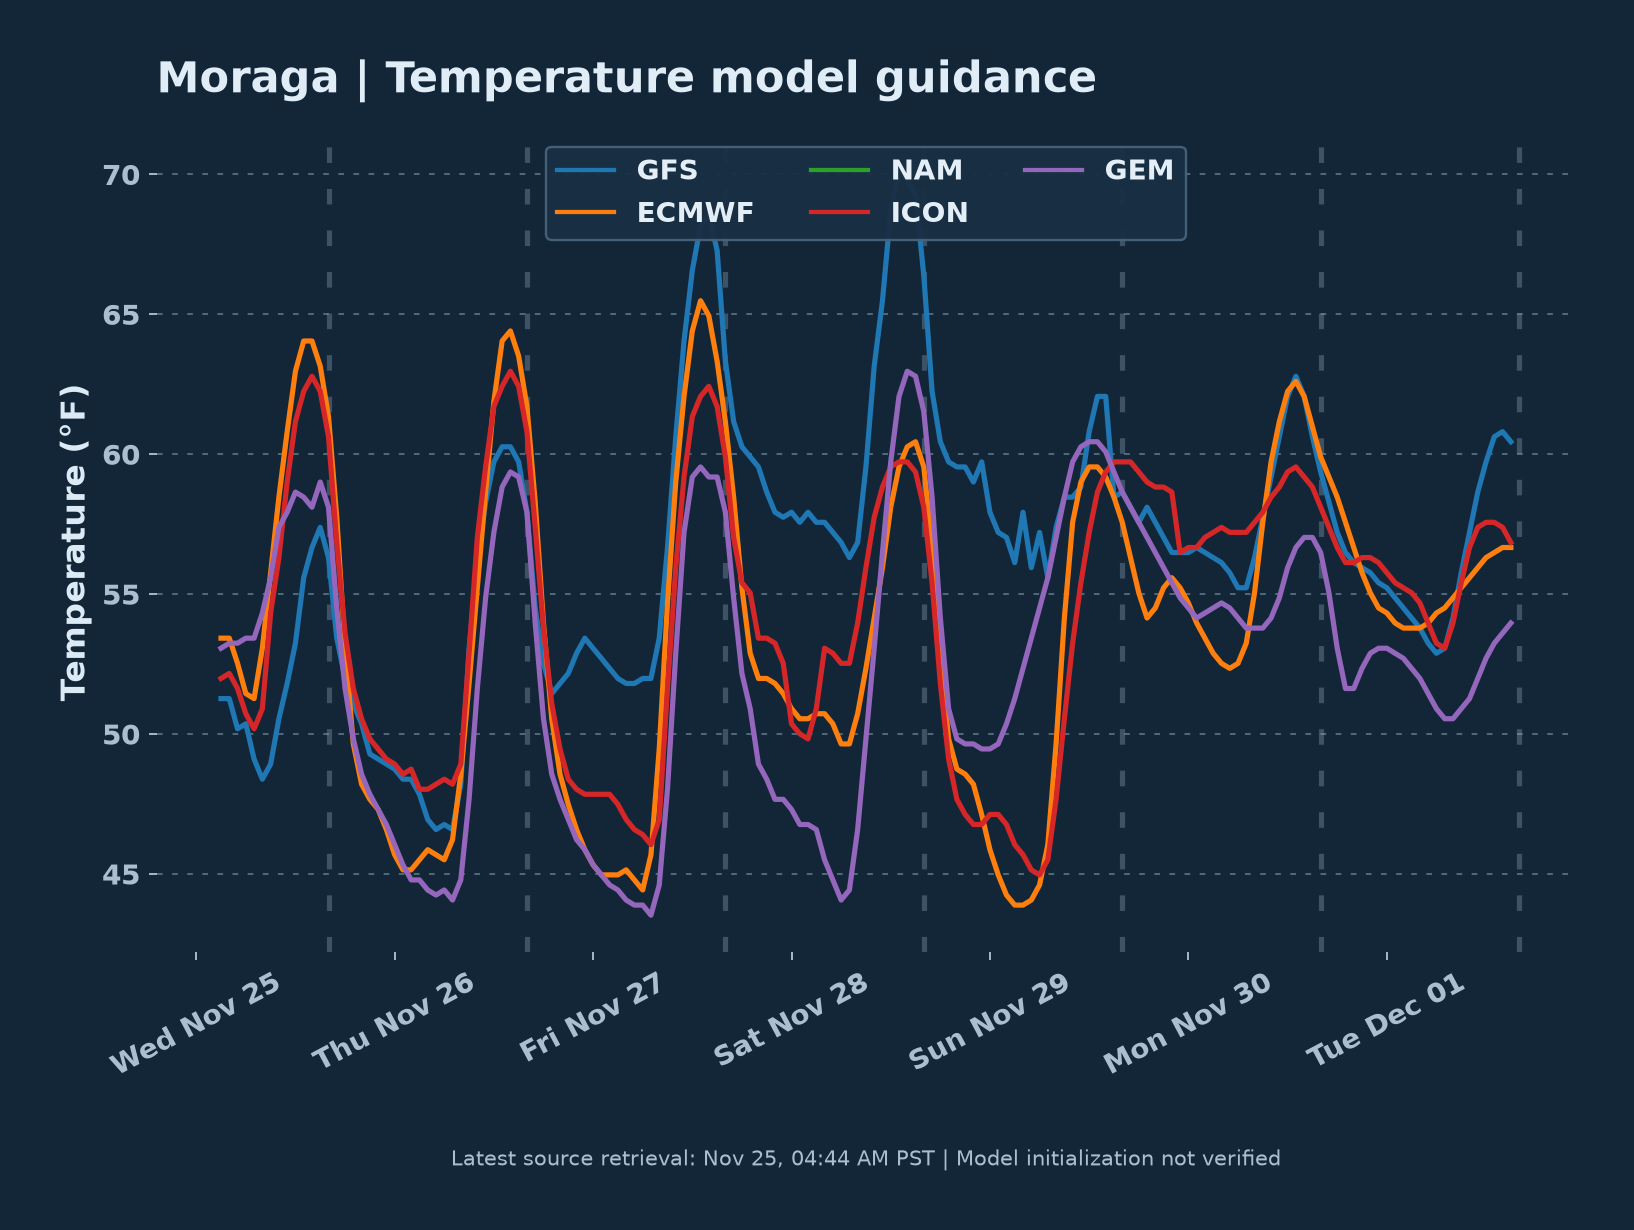 Moraga | Temperature model guidance
GFS NAM GEM
ECMWF ICON
Temperature (°F)
70
65
60
55
50
45
Wed Nov 25
Thu Nov 26
Fri Nov 27
Sat Nov 28
Sun Nov 29
Mon Nov 30
Tue Dec 01
Latest source retrieval: Nov 25, 04:44 AM PST | Model initialization not verified